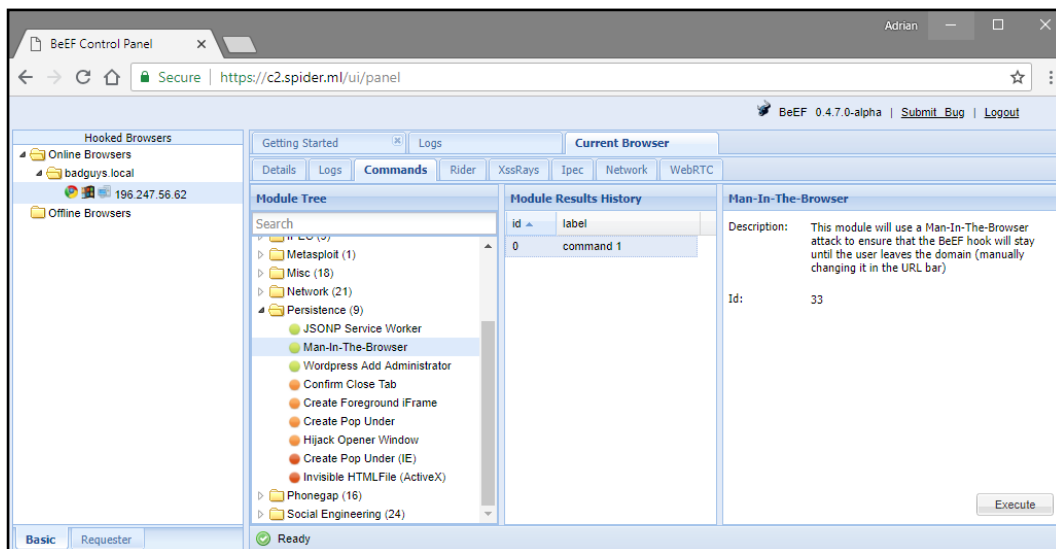 Adrian
BeEF Control Panel
Secure | https://c2.spider.ml/ui/panel
BeEF 0.4.7.0-alpha | Submit Bug | Logout
Hooked Browsers
Online Browsers
badguys.local
196.247.56.62
Offline Browsers
Basic Requester
Getting Started Logs Current Browser
Details Logs Commands Rider XssRays Ipec Network WebRTC
Module Tree
Search
Metasploit (1)
Misc (18)
Network (21)
Persistence (9)
JSONP Service Worker
Man-In-The-Browser
Wordpress Add Administrator
Confirm Close Tab
Create Foreground iFrame
Create Pop Under
Hijack Opener Window
Create Pop Under (IE)
Invisible HTMLFile (ActiveX)
Phonegap (16)
Social Engineering (24)
Module Results History
id label
0 command 1
Man-In-The-Browser
Description: This module will use a Man-In-The-Browser
attack to ensure that the BeEF hook will stay
until the user leaves the domain (manually
changing it in the URL bar)
Id: 33
Execute
Ready